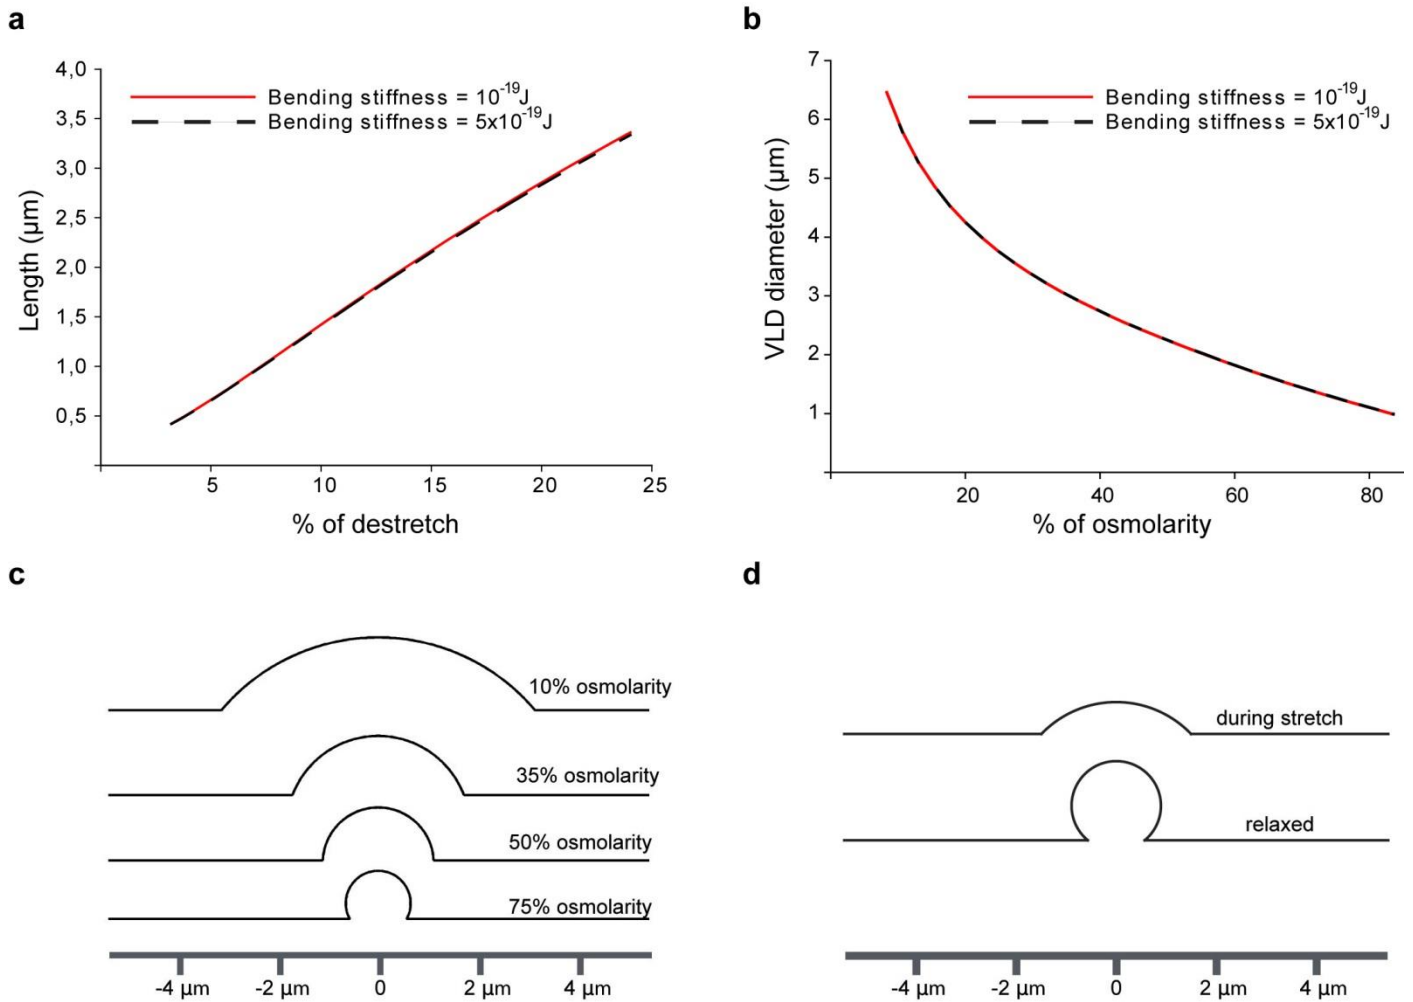 a
4,0
3,5
3,0
2,5
2,0
1,5
1,0
0,5
Length (µm)
Bending stiffness = 10⁻¹⁹J
Bending stiffness = 5x10⁻¹⁹J
5 10 15 20 25
% of destretch
b
7
6
5
4
3
2
1
VLD diameter (µm)
Bending stiffness = 10⁻¹⁹J
Bending stiffness = 5x10⁻¹⁹J
20 40 60 80
% of osmolarity
c
10% osmolarity
35% osmolarity
50% osmolarity
75% osmolarity
-4 µm -2 µm 0 2 µm 4 µm
d
during stretch
relaxed
-4 µm -2 µm 0 2 µm 4 µm